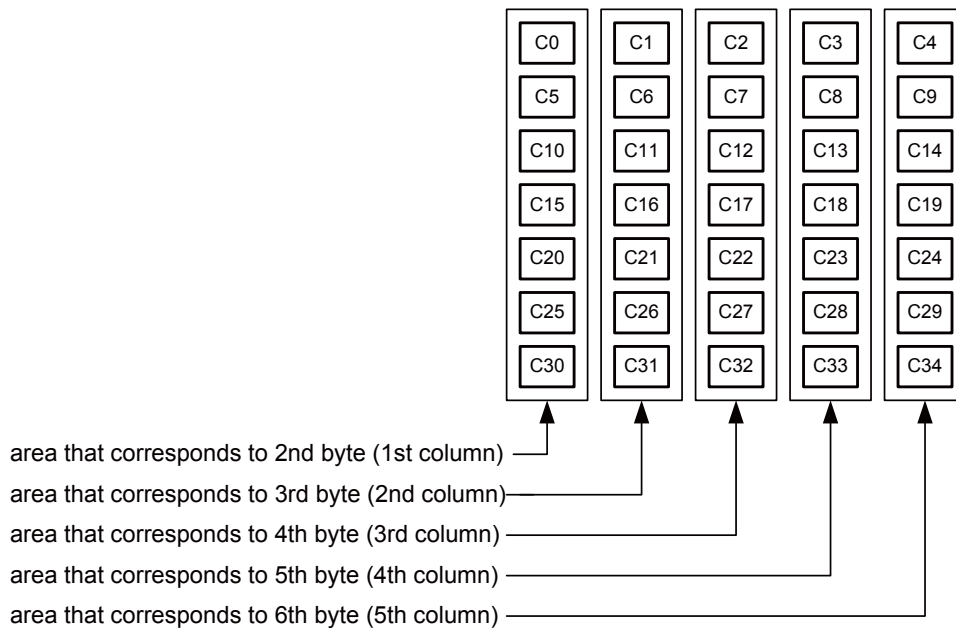 C0 C1 C2 C3 C4
C5 C6 C7 C8 C9
C10 C11 C12 C13 C14
C15 C16 C17 C18 C19
C20 C21 C22 C23 C24
C25 C26 C27 C28 C29
C30 C31 C32 C33 C34
area that corresponds to 2nd byte (1st column)
area that corresponds to 3rd byte (2nd column)
area that corresponds to 4th byte (3rd column)
area that corresponds to 5th byte (4th column)
area that corresponds to 6th byte (5th column)